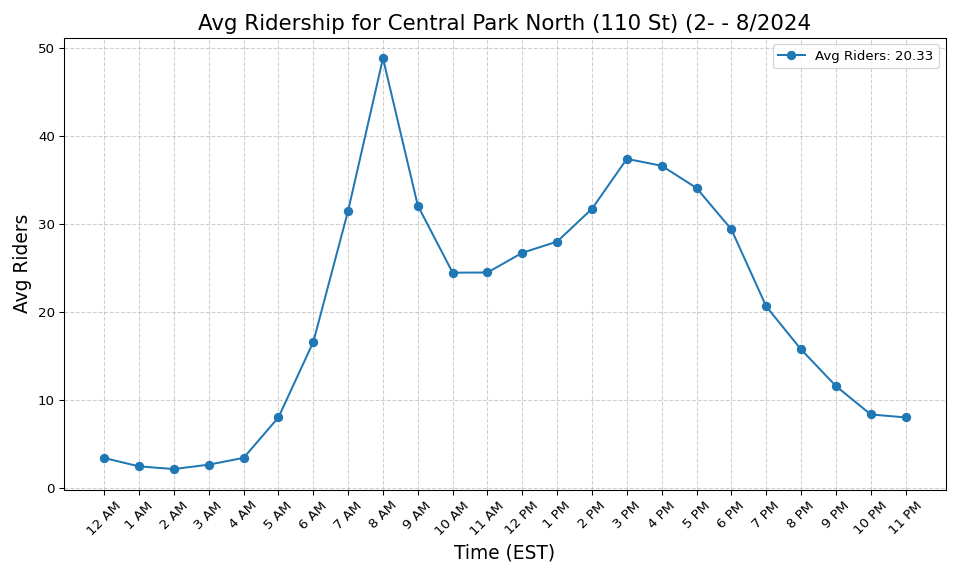 Avg Ridership for Central Park North (110 St) (2- - 8/2024
Avg Riders: 20.33
Avg Riders
50
40
30
20
10
0
12 AM
1 AM
2 AM
3 AM
4 AM
5 AM
6 AM
7 AM
8 AM
9 AM
10 AM
11 AM
12 PM
1 PM
2 PM
3 PM
4 PM
5 PM
6 PM
7 PM
8 PM
9 PM
10 PM
11 PM
Time (EST)